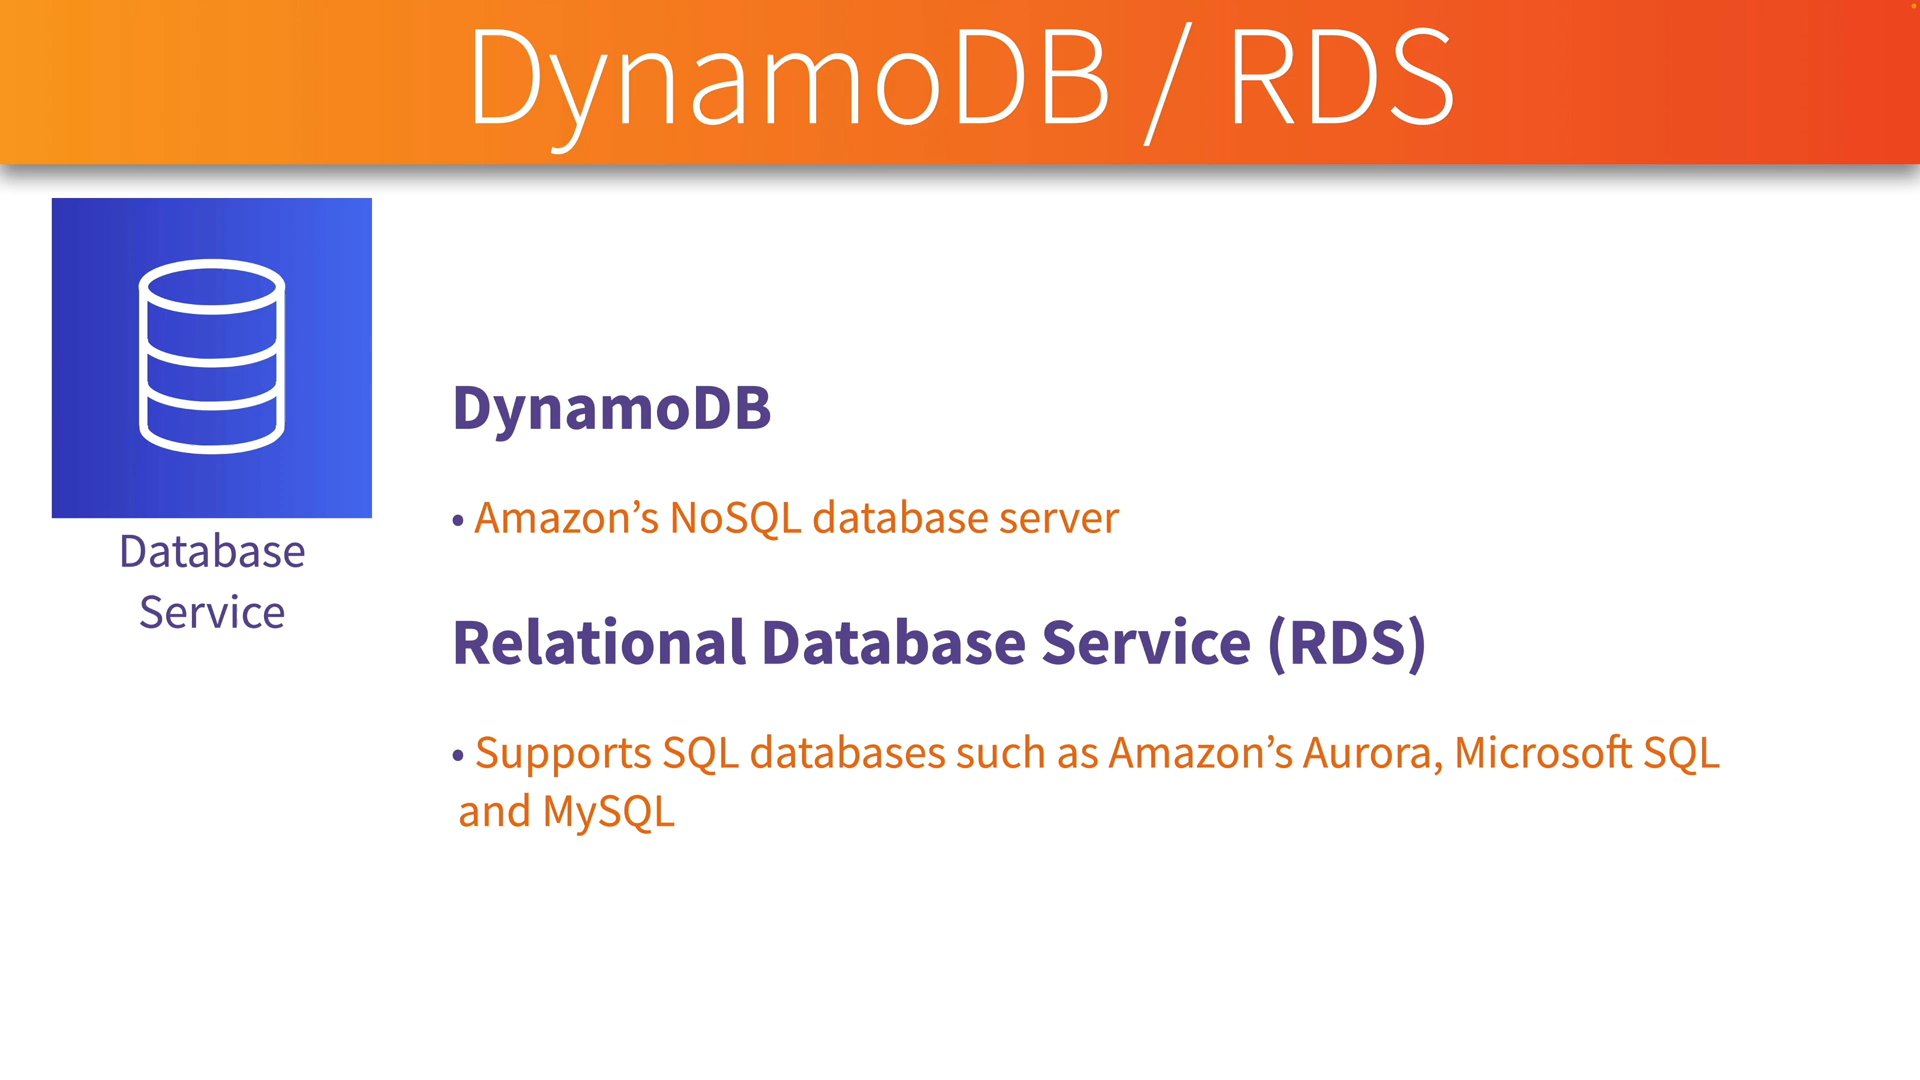 DynamoDB / RDS
Database
Service
DynamoDB
• Amazon’s NoSQL database server
Relational Database Service (RDS)
• Supports SQL databases such as Amazon’s Aurora, Microsoft SQL
and MySQL